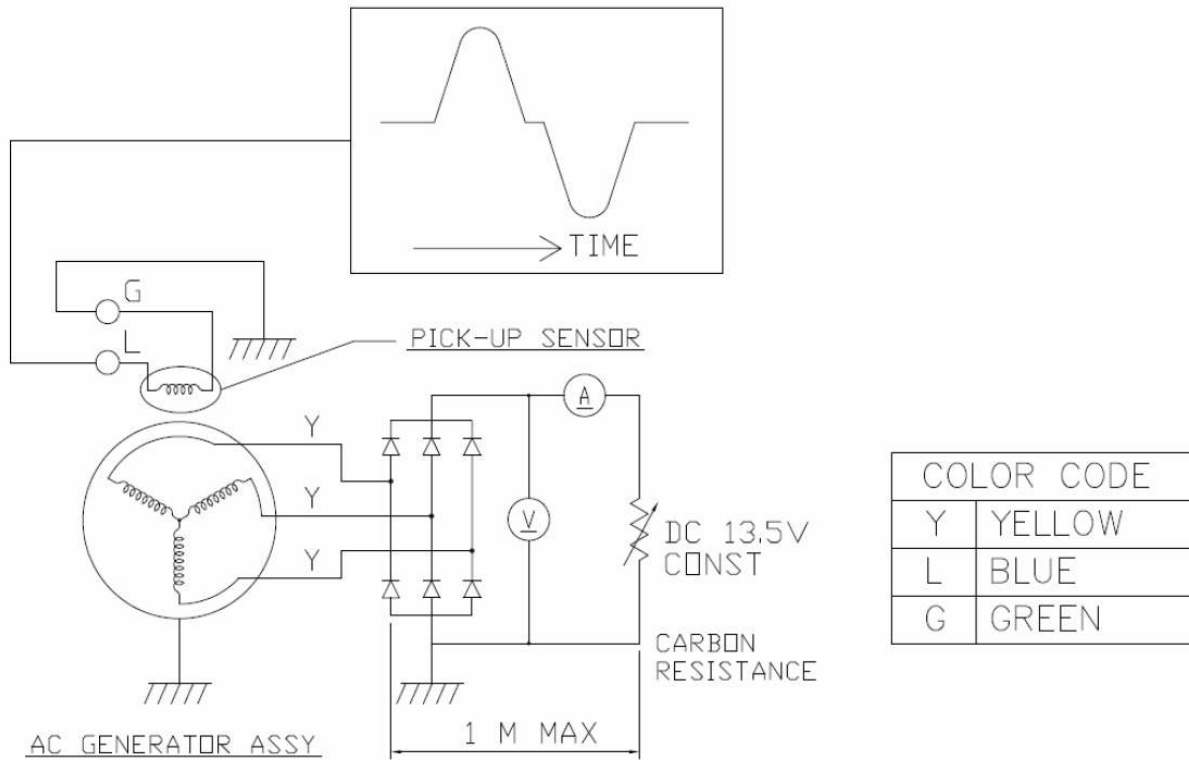 TIME
G
L
PICK-UP SENSOR
Y
Y
Y
A
V
DC 13.5V
CONST
CARBON
RESISTANCE
1 M MAX
AC GENERATOR ASSY
COLOR CODE
Y YELLOW
L BLUE
G GREEN